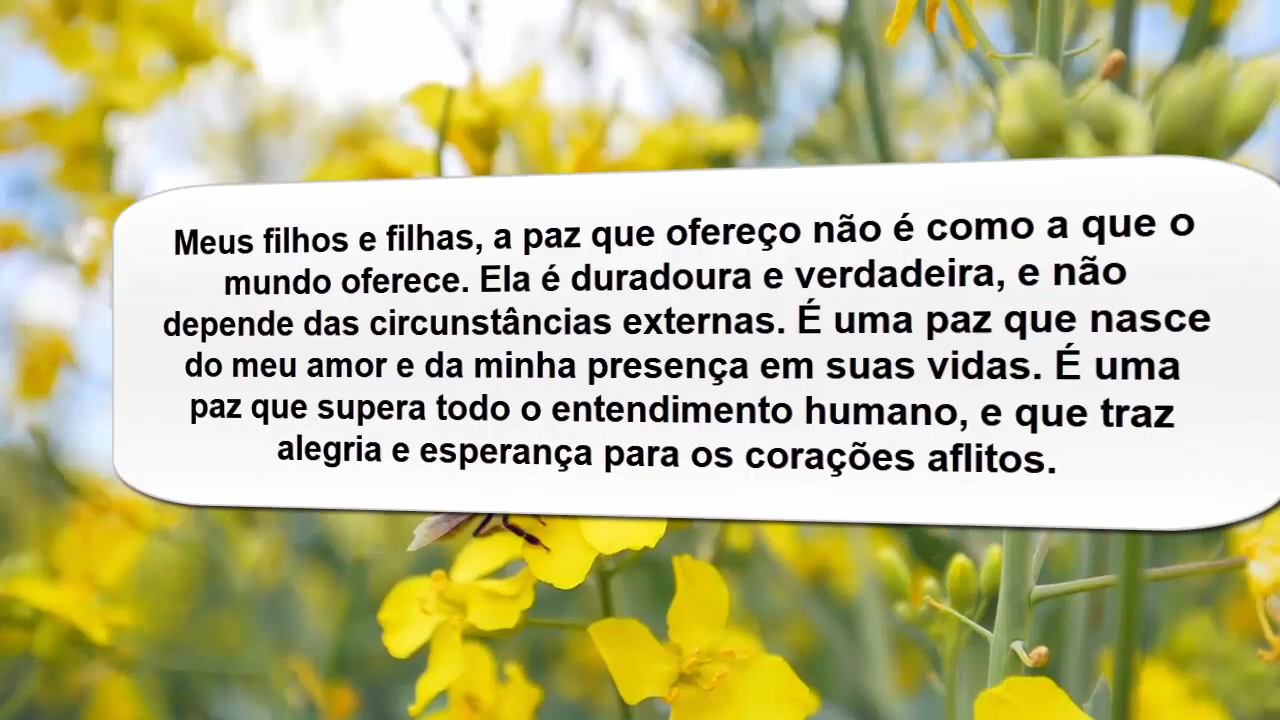 Meus filhos e filhas, a paz que ofereço não é como a que o
mundo oferece. Ela é duradoura e verdadeira, e não
depende das circunstâncias externas. É uma paz que nasce
do meu amor e da minha presença em suas vidas. É uma
paz que supera todo o entendimento humano, e que traz
alegria e esperança para os corações aflitos.